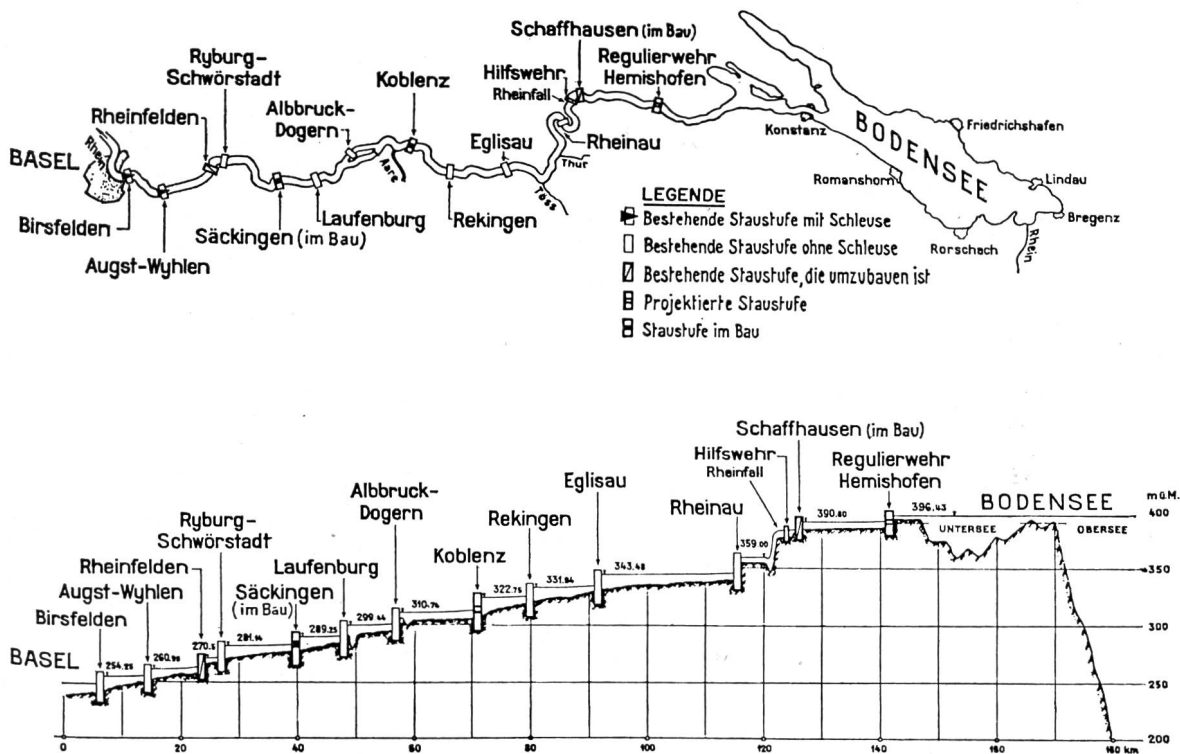 Schaffhausen (im Bau)
Ryburg-
Schwörstadt
Koblenz
Hilfswehr
Rheinfall
Regulierwehr
Hemishofen
Rheinfelden
Albbruck-
Dogern
Eglisau
Rheinau
Konstanz
BODENSEE
Friedrichshafen
BASEL
Rhein
Aare
Thur
Töss
Romanshorn
Lindau
Bregenz
Birsfelden
Laufenburg
Rekingen
Säckingen (im Bau)
Augst-Wyhlen
Rorschach
Rhein
LEGENDE
Bestehende Staustufe mit Schleuse
Bestehende Staustufe ohne Schleuse
Bestehende Staustufe, die umzubauen ist
Projektierte Staustufe
Staustufe im Bau
Schaffhausen (im Bau)
Hilfswehr
Rheinfall
Regulierwehr
Hemishofen
Eglisau
Albbruck-
Dogern
Rheinau
BODENSEE
m ü.M.
Rekingen
Ryburg-
Schwörstadt
390.80
396.43
400
UNTERSEE
OBERSEE
Koblenz
Rheinfelden
Laufenburg
359.00
Augst-Wyhlen
Säckingen
(im Bau)
343.48
350
Birsfelden
322.75
331.84
310.74
299.44
300
289.25
281.94
BASEL
254.25
260.98
270.5
250
200
0
20
40
60
80
100
120
140
160
180 km